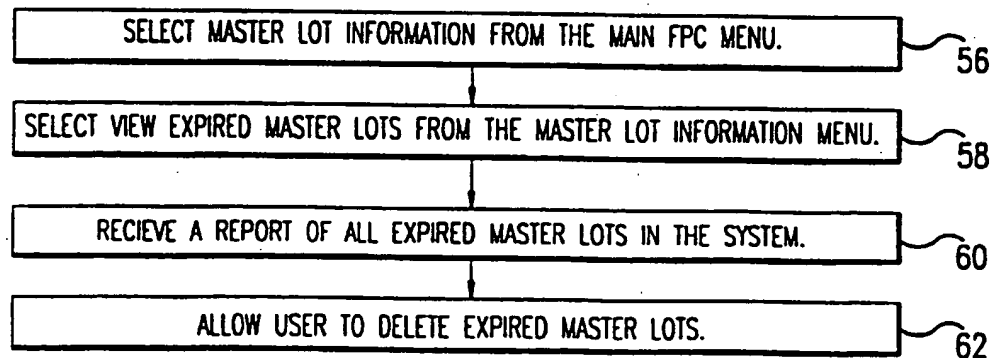 SELECT MASTER LOT INFORMATION FROM THE MAIN FPC MENU.
56
SELECT VIEW EXPIRED MASTER LOTS FROM THE MASTER LOT INFORMATION MENU.
58
RECIEVE A REPORT OF ALL EXPIRED MASTER LOTS IN THE SYSTEM.
60
ALLOW USER TO DELETE EXPIRED MASTER LOTS.
62